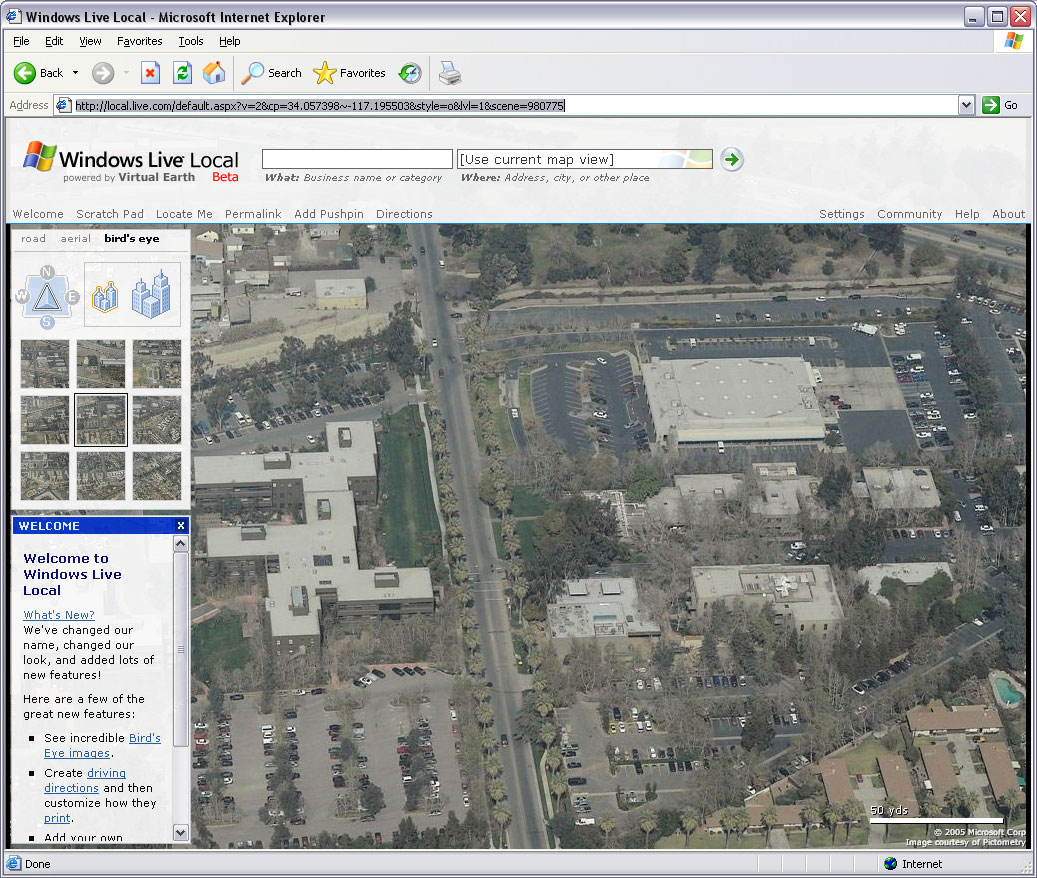 Windows Live Local - Microsoft Internet Explorer
File Edit View Favorites Tools Help
Back Search Favorites
Address http://local.live.com/default.aspx?v=2&cp=34.057398~-117.195503&style=o&lvl=1&scene=980775 Go
Windows Live Local
powered by Virtual Earth Beta
[Use current map view]
What: Business name or category Where: Address, city, or other place
Welcome Scratch Pad Locate Me Permalink Add Pushpin Directions Settings Community Help About
road aerial bird's eye
N
W E
S
WELCOME x
Welcome to
Windows Live
Local
What's New?
We've changed our
name, changed our
look, and added lots of
new features!
Here are a few of the
great new features:
See incredible Bird's
Eye images.
Create driving
directions and then
customize how they
print.
Add your own
50 yds
© 2005 Microsoft Corp
Image courtesy of Pictometry
Done Internet